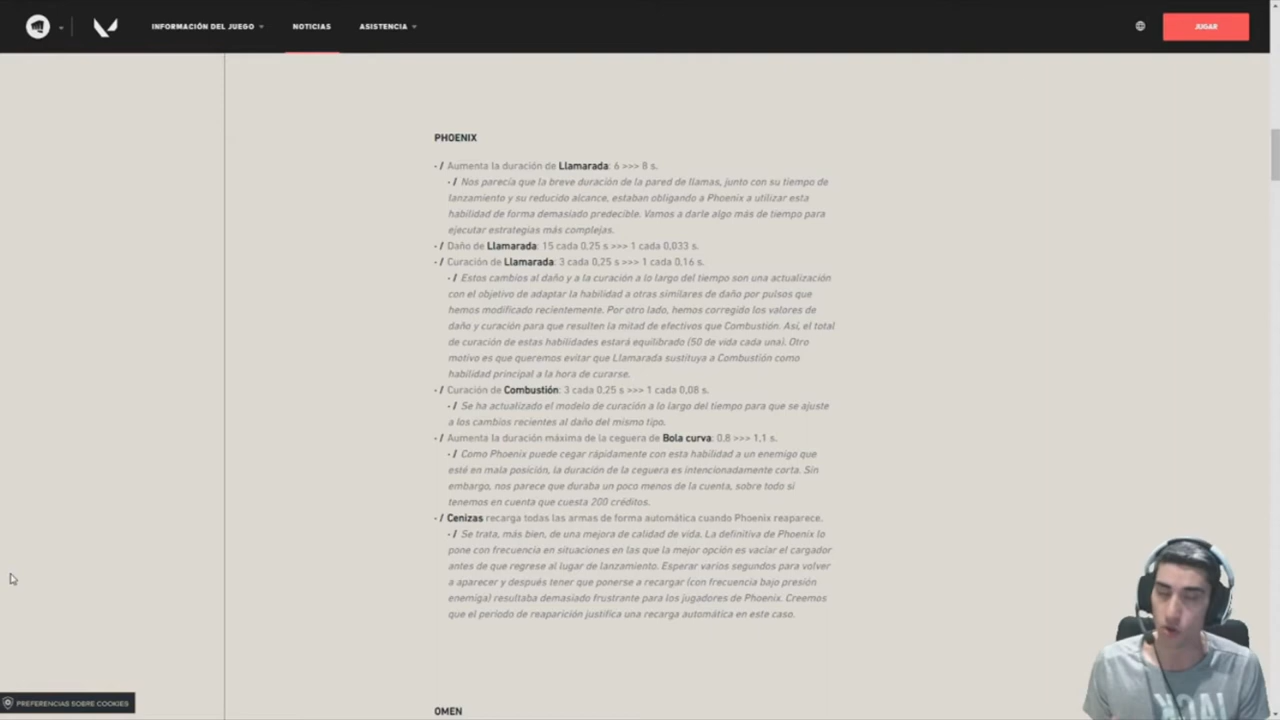 INFORMACIÓN DEL JUEGO
NOTICIAS
ASISTENCIA
JUGAR
PHOENIX
- / Aumenta la duración de Llamarada: 6 >>> 8 s.
- / Nos parecía que la breve duración de la pared de llamas, junto con su tiempo de
lanzamiento y su reducido alcance, estaban obligando a Phoenix a utilizar esta
habilidad de forma demasiado predecible. Vamos a darle algo más de tiempo para
ejecutar estrategias más complejas.
- / Daño de Llamarada: 15 cada 0,25 s >>> 1 cada 0,033 s.
- / Curación de Llamarada: 3 cada 0,25 s >>> 1 cada 0,16 s.
- / Estos cambios al daño y a la curación a lo largo del tiempo son una actualización
con el objetivo de adaptar la habilidad a otras similares de daño por pulsos que
hemos modificado recientemente. Por otro lado, hemos corregido los valores de
daño y curación para que resulten la mitad de efectivos que Combustión. Así, el total
de curación de estas habilidades estará equilibrado (50 de vida cada una). Otro
motivo es que queremos evitar que Llamarada sustituya a Combustión como
habilidad principal a la hora de curarse.
- / Curación de Combustión: 3 cada 0,25 s >>> 1 cada 0,08 s.
- / Se ha actualizado el modelo de curación a lo largo del tiempo para que se ajuste
a los cambios recientes al daño del mismo tipo.
- / Aumenta la duración máxima de la ceguera de Bola curva: 0,8 >>> 1,1 s.
- / Como Phoenix puede cegar rápidamente con esta habilidad a un enemigo que
esté en mala posición, la duración de la ceguera es intencionadamente corta. Sin
embargo, nos parece que duraba un poco menos de la cuenta, sobre todo si
tenemos en cuenta que cuesta 200 créditos.
- / Cenizas recarga todas las armas de forma automática cuando Phoenix reaparece.
- / Se trata, más bien, de una mejora de calidad de vida. La definitiva de Phoenix lo
pone con frecuencia en situaciones en las que la mejor opción es vaciar el cargador
antes de que regrese al lugar de lanzamiento. Esperar varios segundos para volver
a aparecer y después tener que ponerse a recargar (con frecuencia bajo presión
enemiga) resultaba demasiado frustrante para los jugadores de Phoenix. Creemos
que el período de reaparición justifica una recarga automática en este caso.
PREFERENCIAS SOBRE COOKIES
OMEN